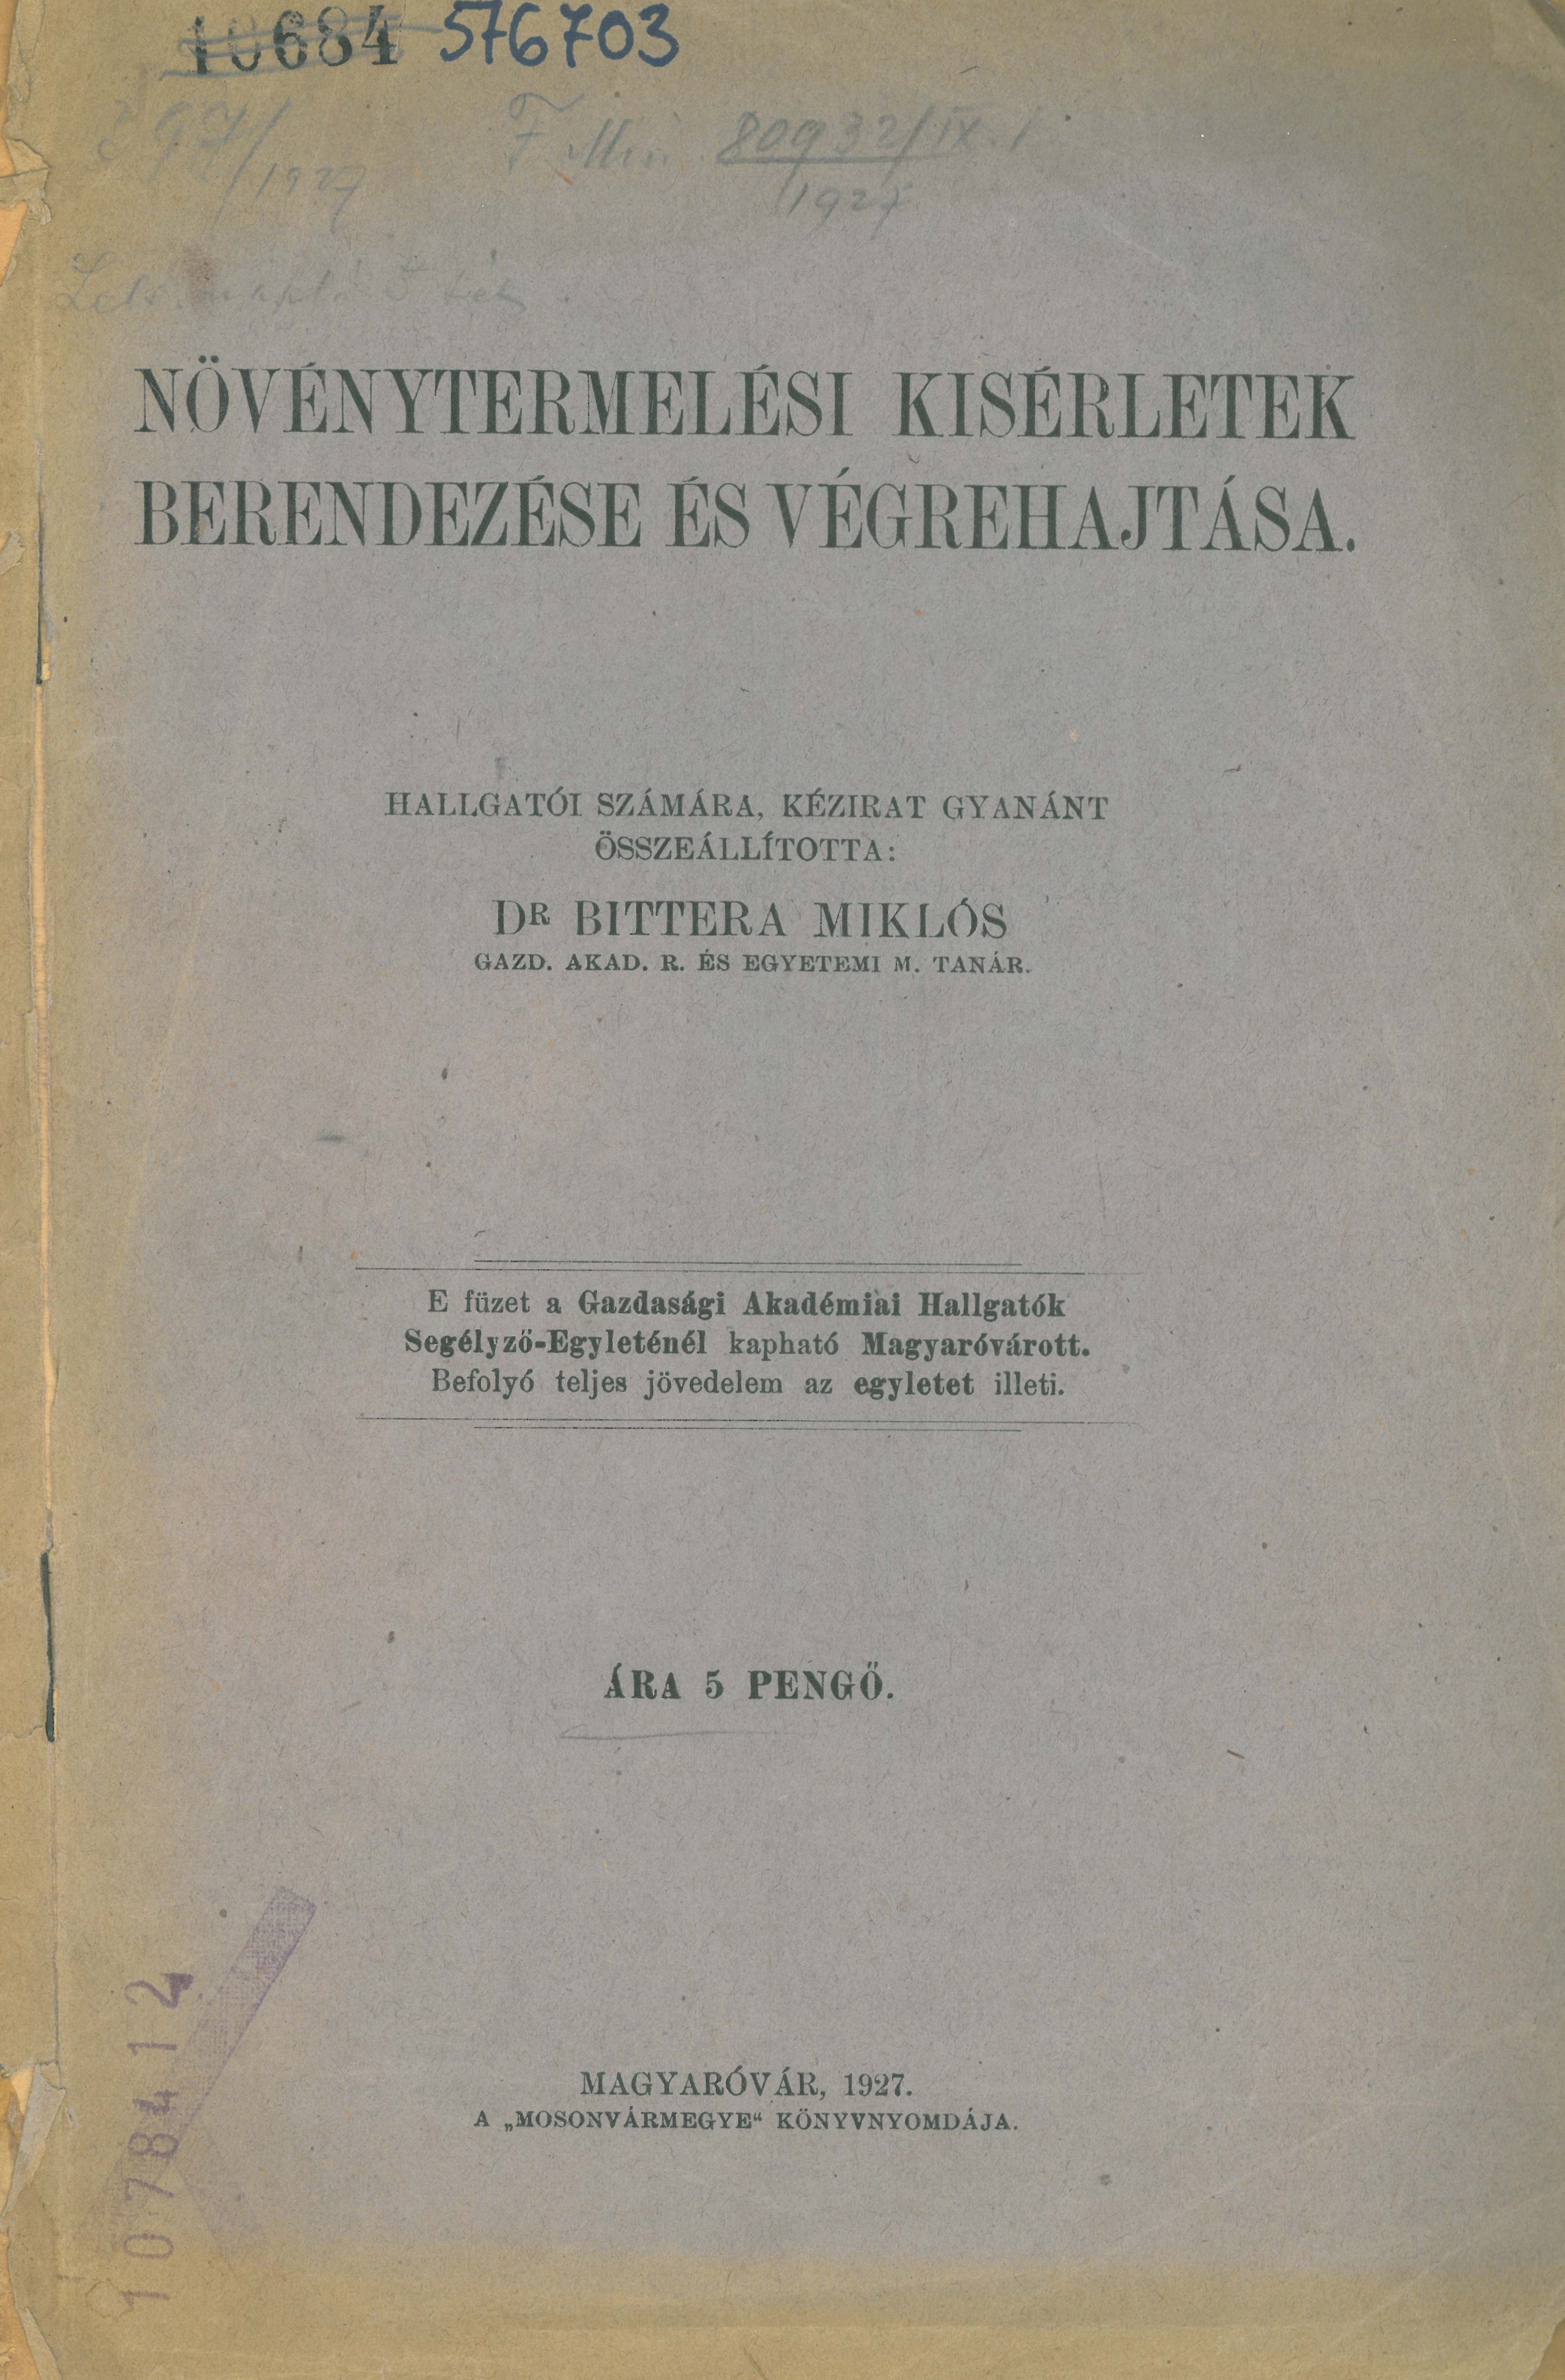 10684 576703
97/1927 F. Min. 80932/IX. 1
1927
NÖVÉNYTERMELÉSI KISÉRLETEK
BERENDEZÉSE ÉS VÉGREHAJTÁSA.
HALLGATÓI SZÁMÁRA, KÉZIRAT GYANÁNT
ÖSSZEÁLLÍTOTTA:
DR BITTERA MIKLÓS
GAZD. AKAD. R. ÉS EGYETEMI M. TANÁR.
E füzet a Gazdasági Akadémiai Hallgatók
Segélyző-Egyleténél kapható Magyaróvárott.
Befolyó teljes jövedelem az egyletet illeti.
ÁRA 5 PENGŐ.
MAGYARÓVÁR, 1927.
A „MOSONVÁRMEGYE“ KÖNYVNYOMDÁJA.
1078412